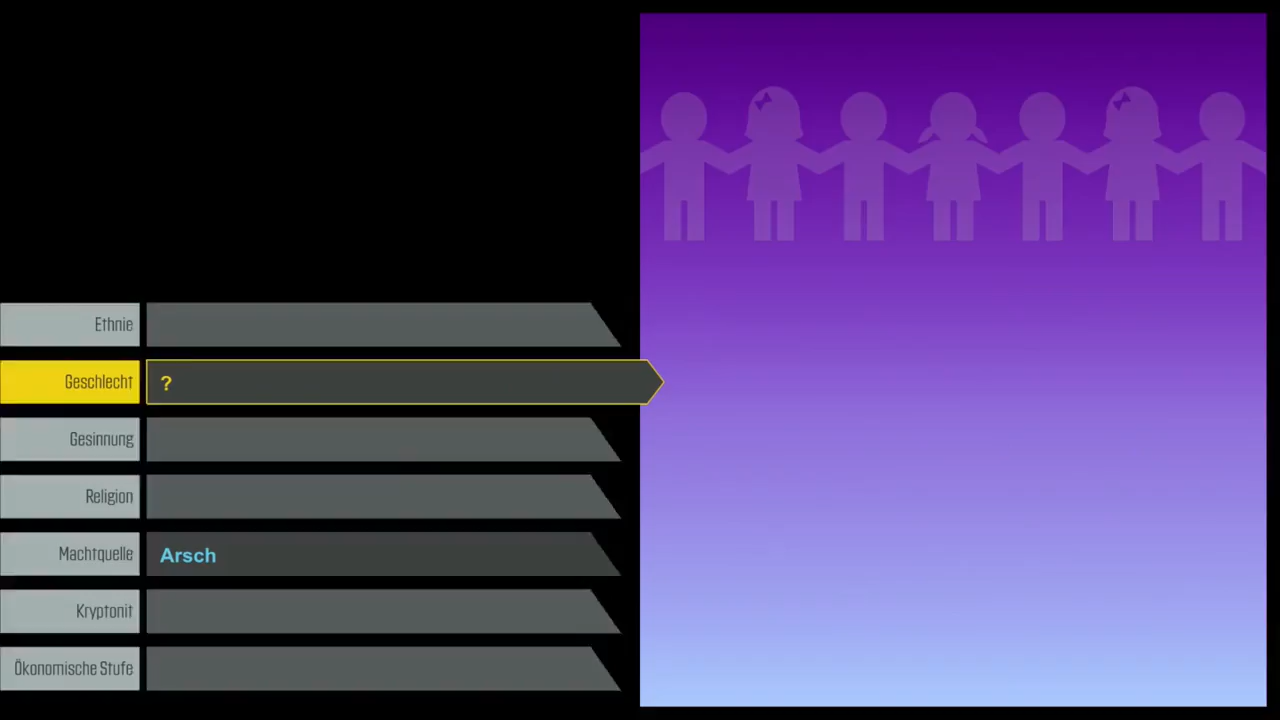 Ethnie
Geschlecht ?
Gesinnung
Religion
Machtquelle Arsch
Kryptonit
Ökonomische Stufe